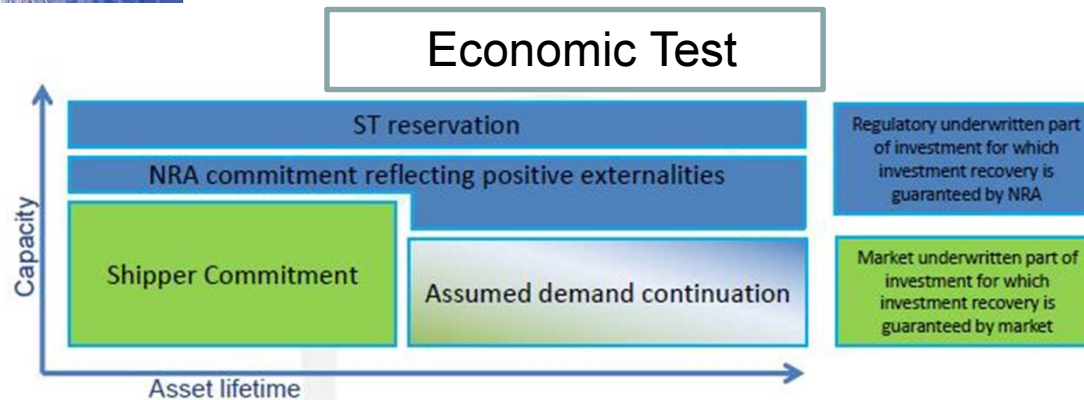 Economic Test
ST reservation
NRA commitment reflecting positive externalities
Shipper Commitment
Assumed demand continuation
Capacity
Asset lifetime
Regulatory underwritten part
of investment for which
investment recovery is
guaranteed by NRA
Market underwritten part of
investment for which
investment recovery is
guaranteed by market